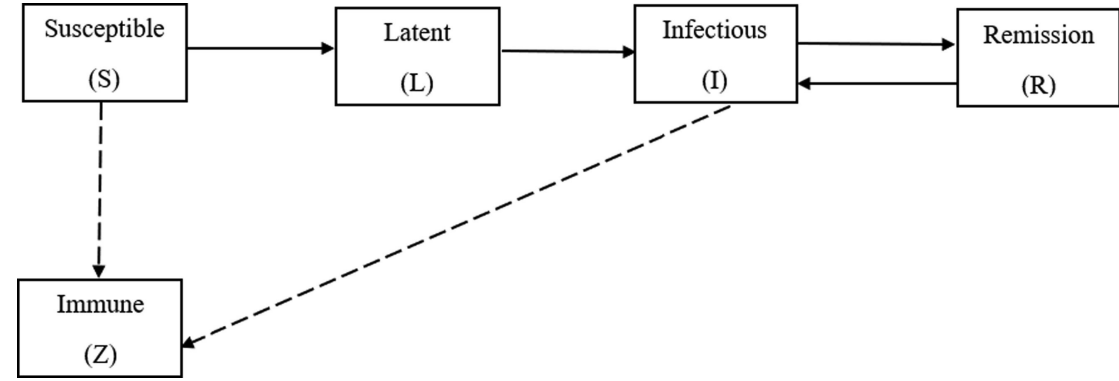 Susceptible
(S)
Latent
(L)
Infectious
(I)
Remission
(R)
Immune
(Z)